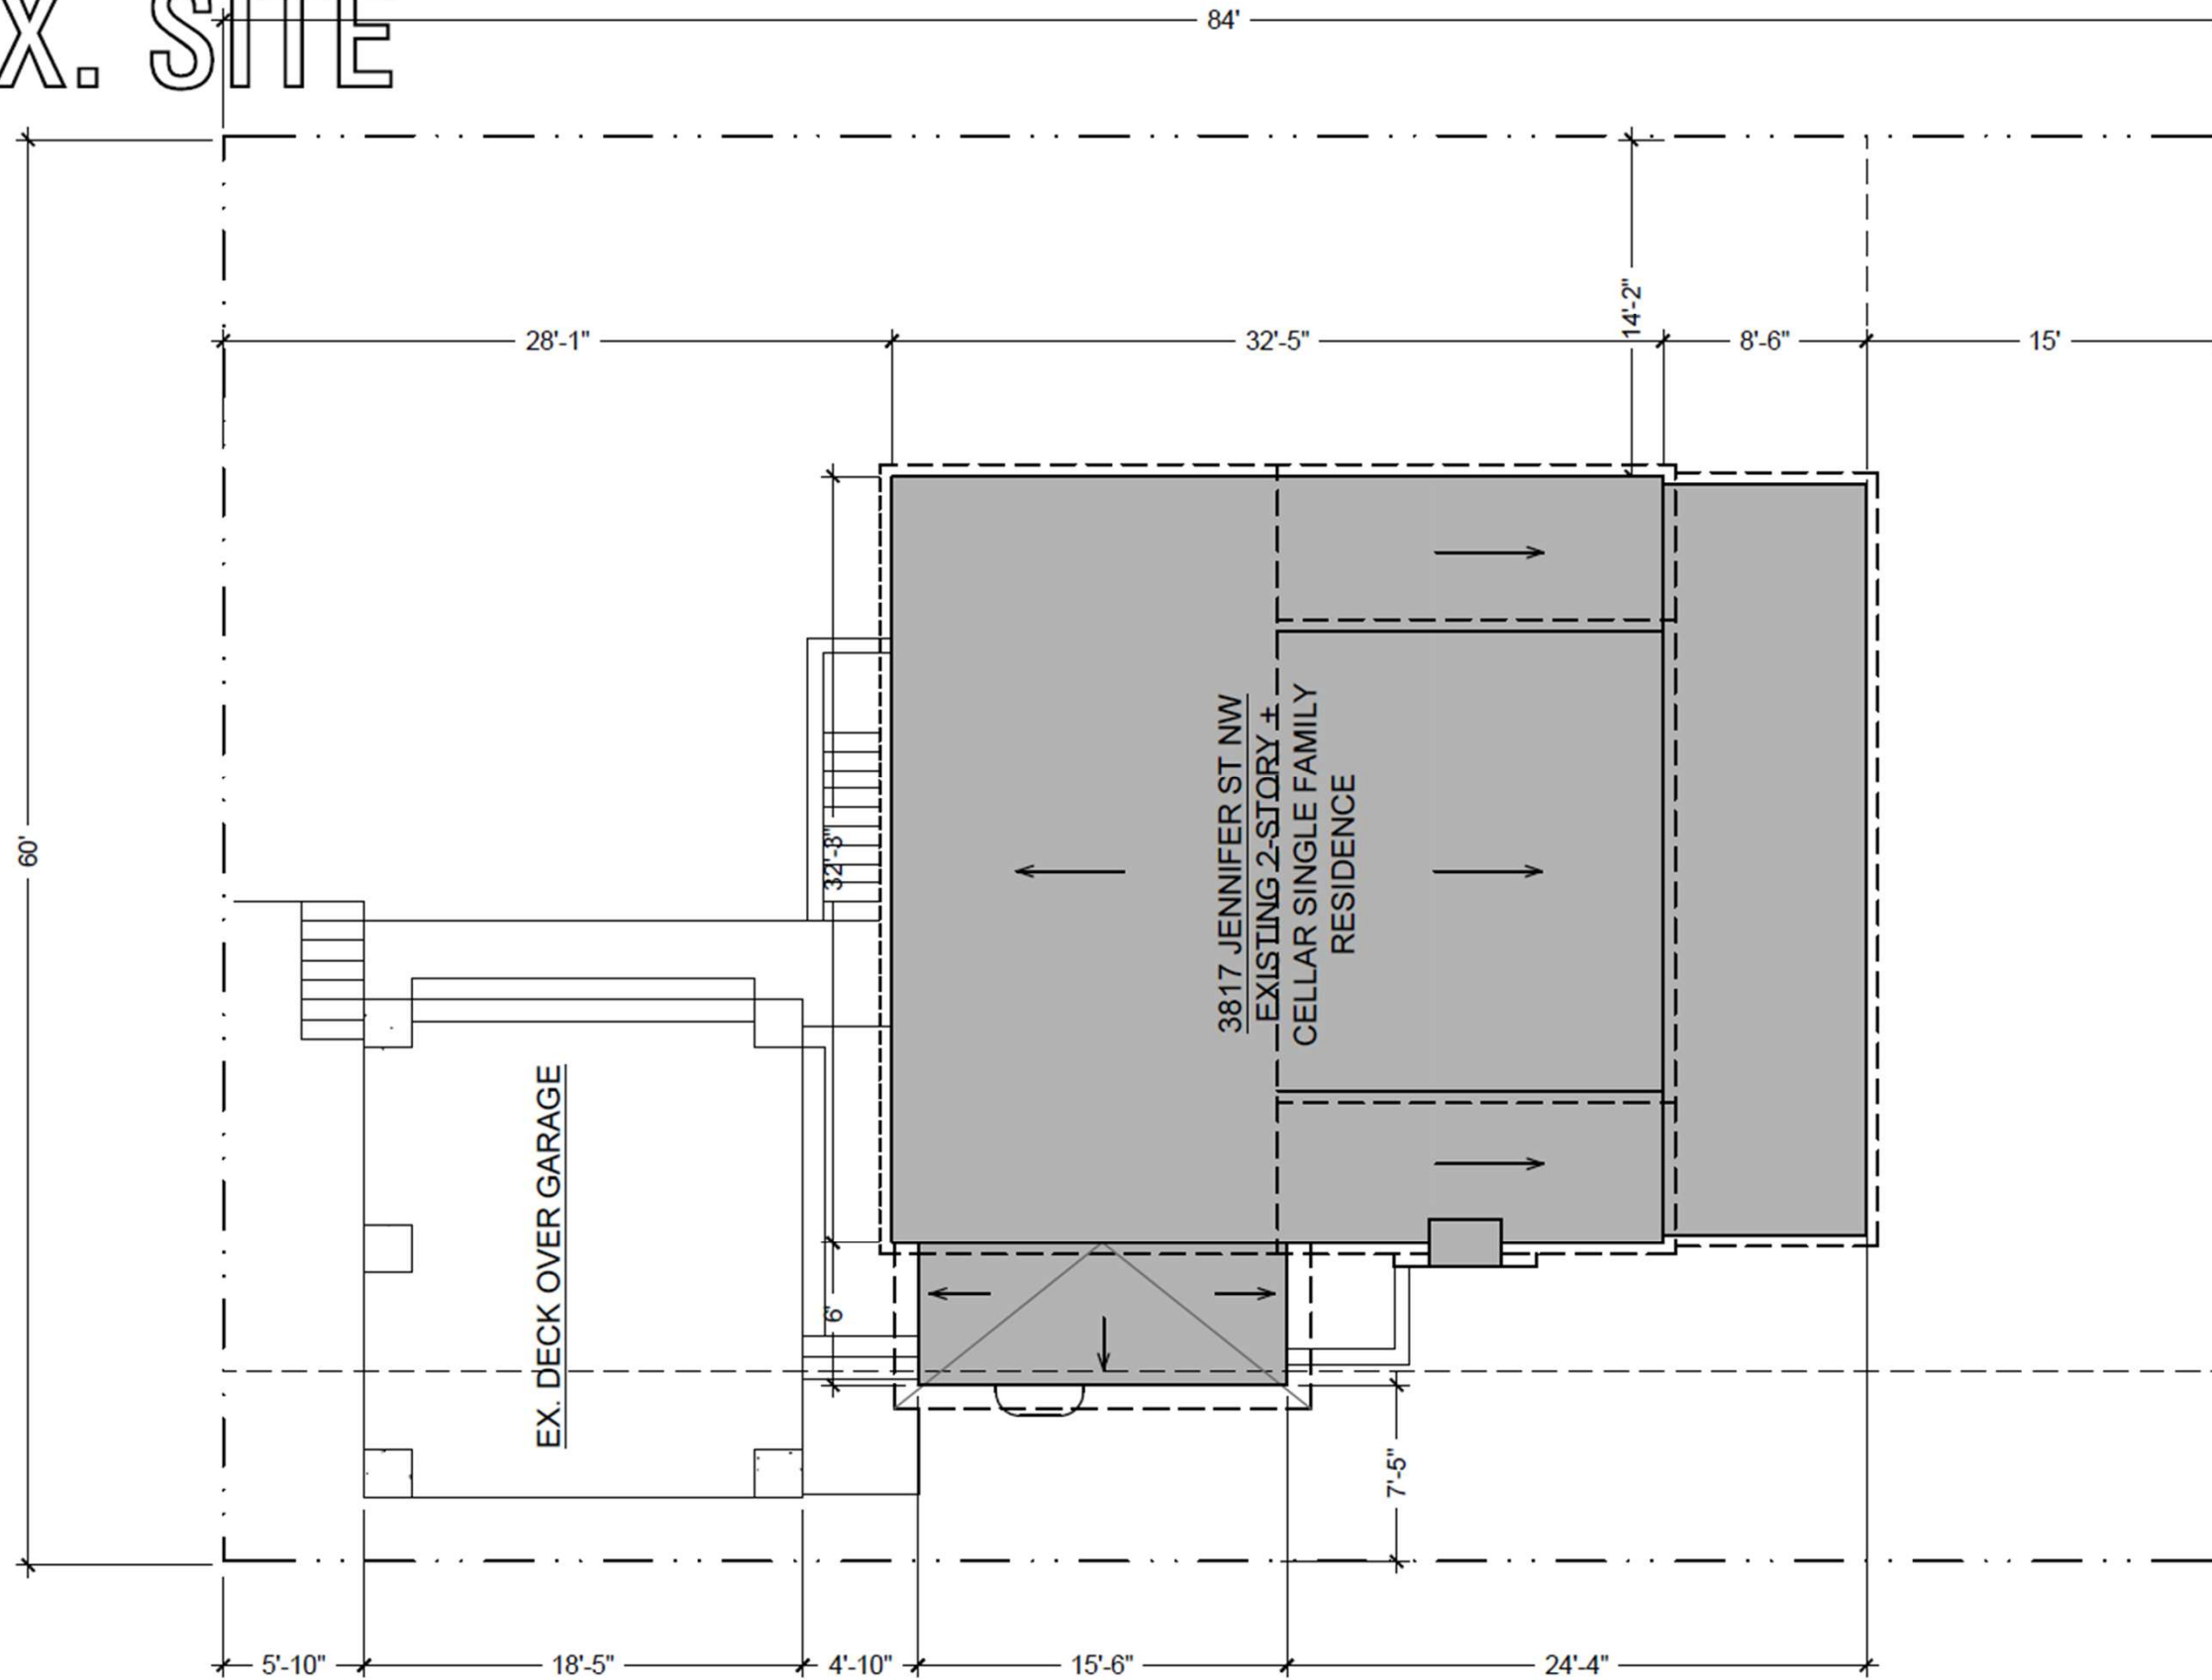 X. SITE
84'
28'-1"
32'-5"
14'-2"
8'-6"
15'
60'
32'-3"
3817 JENNIFER ST NW
EXISTING 2-STORY +
CELLAR SINGLE FAMILY
RESIDENCE
EX. DECK OVER GARAGE
6'
7'-5"
5'-10"
18'-5"
4'-10"
15'-6"
24'-4"